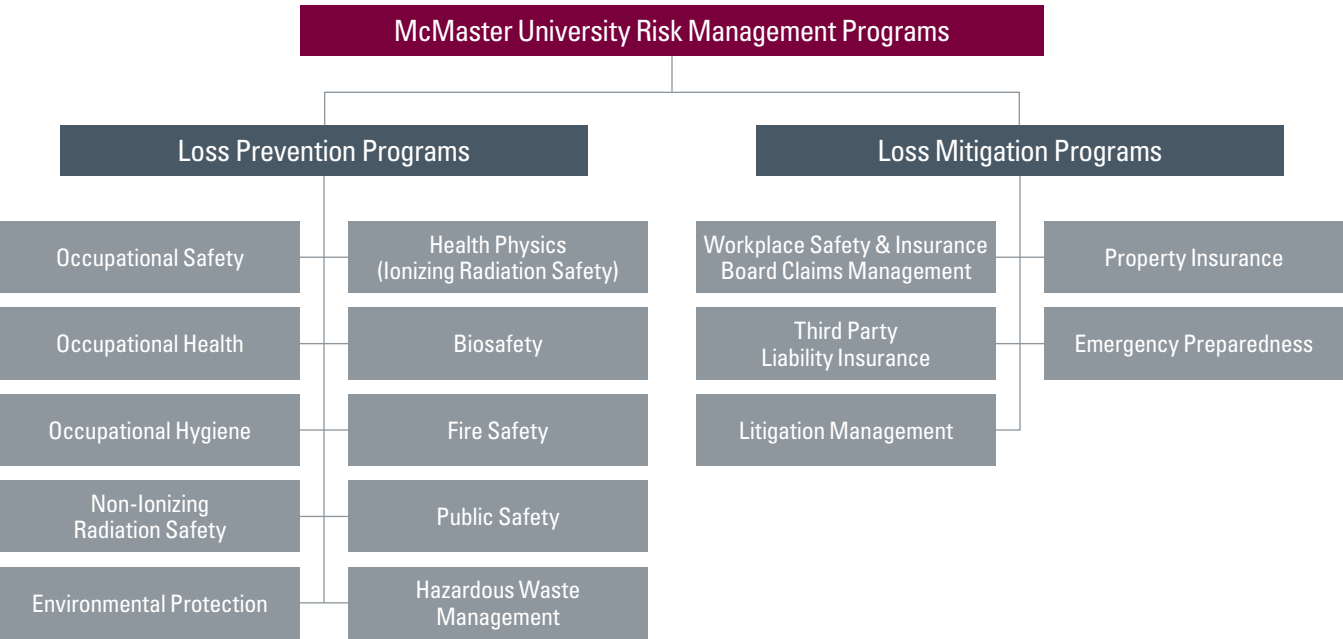 McMaster University Risk Management Programs
Loss Prevention Programs
Loss Mitigation Programs
Occupational Safety
Health Physics
(Ionizing Radiation Safety)
Workplace Safety & Insurance
Board Claims Management
Property Insurance
Occupational Health
Biosafety
Third Party
Liability Insurance
Emergency Preparedness
Occupational Hygiene
Fire Safety
Litigation Management
Non-Ionizing
Radiation Safety
Public Safety
Environmental Protection
Hazardous Waste
Management